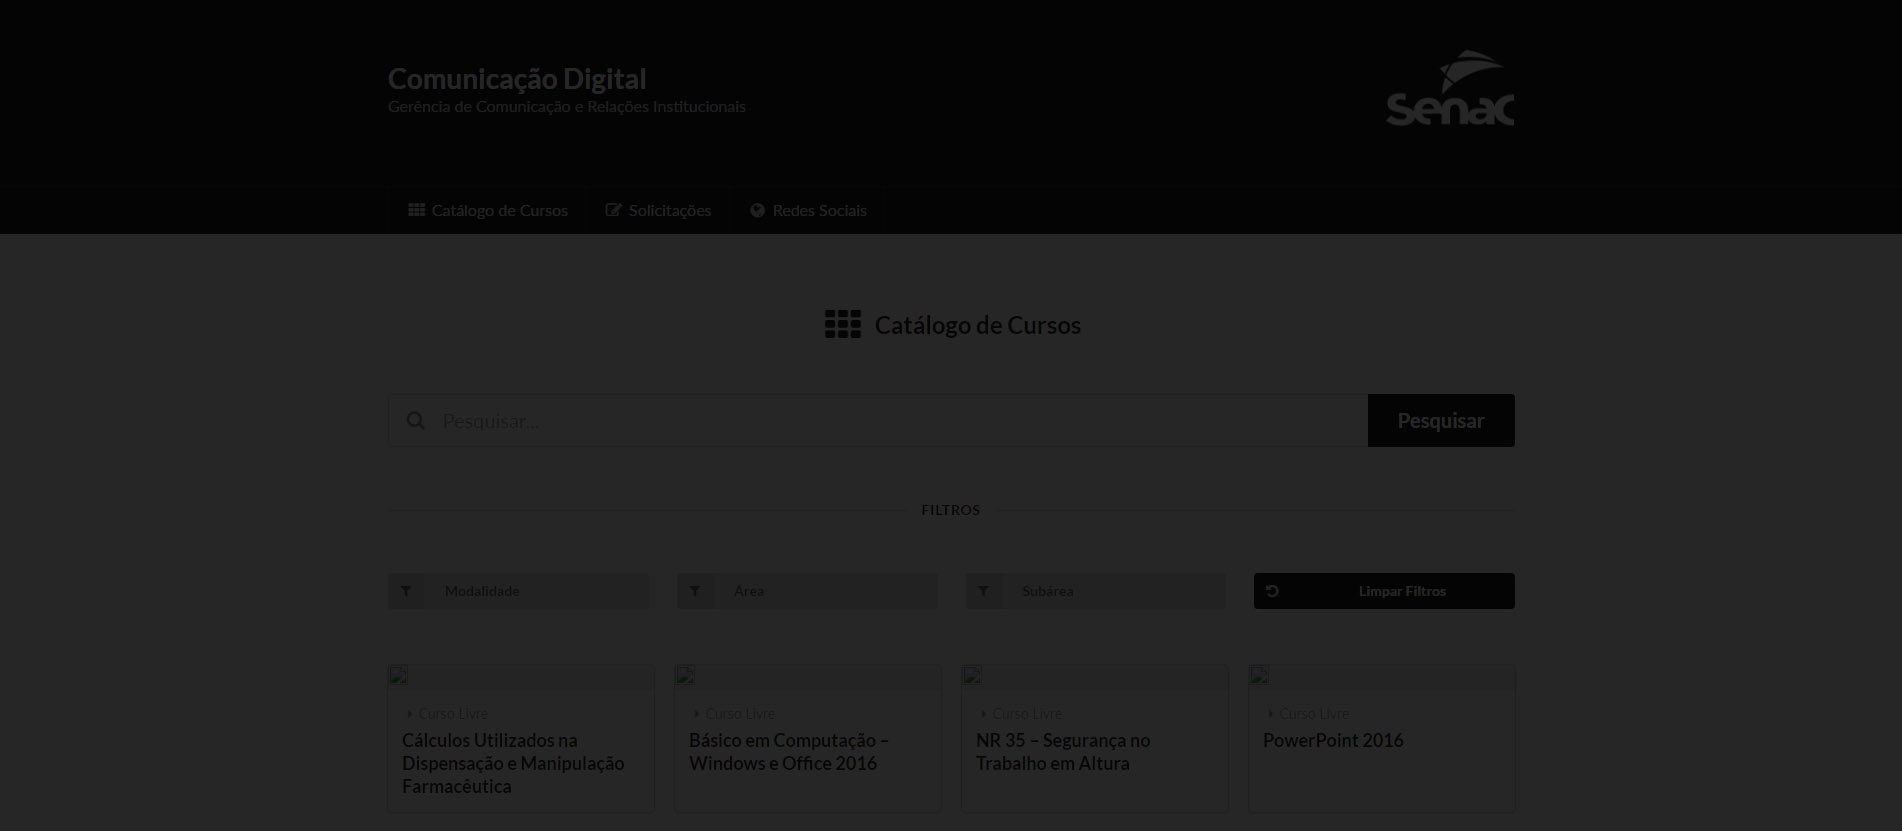 Comunicação Digital
Gerência de Comunicação e Relações Institucionais
Senac
Catálogo de Cursos
Solicitações
Redes Sociais
Catálogo de Cursos
Pesquisar...
Pesquisar
FILTROS
Modalidade
Área
Subárea
Limpar Filtros
Curso Livre
Cálculos Utilizados na
Dispensação e Manipulação
Farmacêutica
Curso Livre
Básico em Computação –
Windows e Office 2016
Curso Livre
NR 35 – Segurança no
Trabalho em Altura
Curso Livre
PowerPoint 2016